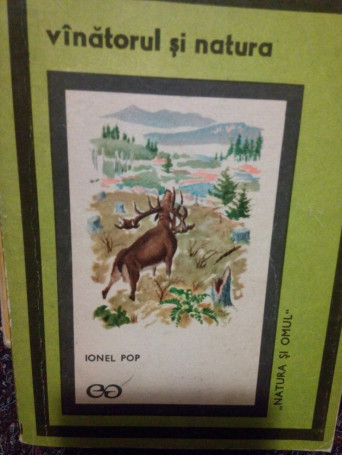 vînătorul și natura
IONEL POP
„NATURA ȘI OMUL"